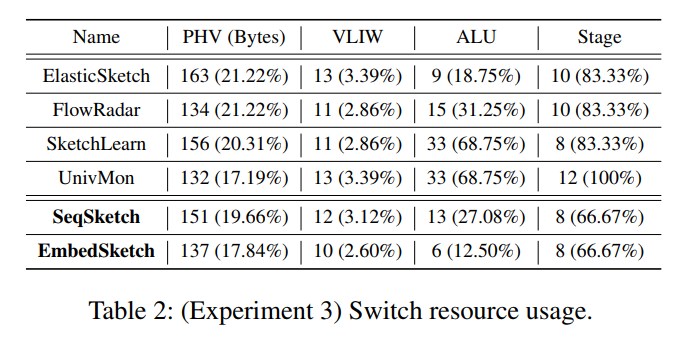 Name PHV (Bytes) VLIW ALU Stage
ElasticSketch 163 (21.22%) 13 (3.39%) 9 (18.75%) 10 (83.33%)
FlowRadar 134 (21.22%) 11 (2.86%) 15 (31.25%) 10 (83.33%)
SketchLearn 156 (20.31%) 11 (2.86%) 33 (68.75%) 8 (83.33%)
UnivMon 132 (17.19%) 13 (3.39%) 33 (68.75%) 12 (100%)
SeqSketch 151 (19.66%) 12 (3.12%) 13 (27.08%) 8 (66.67%)
EmbedSketch 137 (17.84%) 10 (2.60%) 6 (12.50%) 8 (66.67%)
Table 2: (Experiment 3) Switch resource usage.